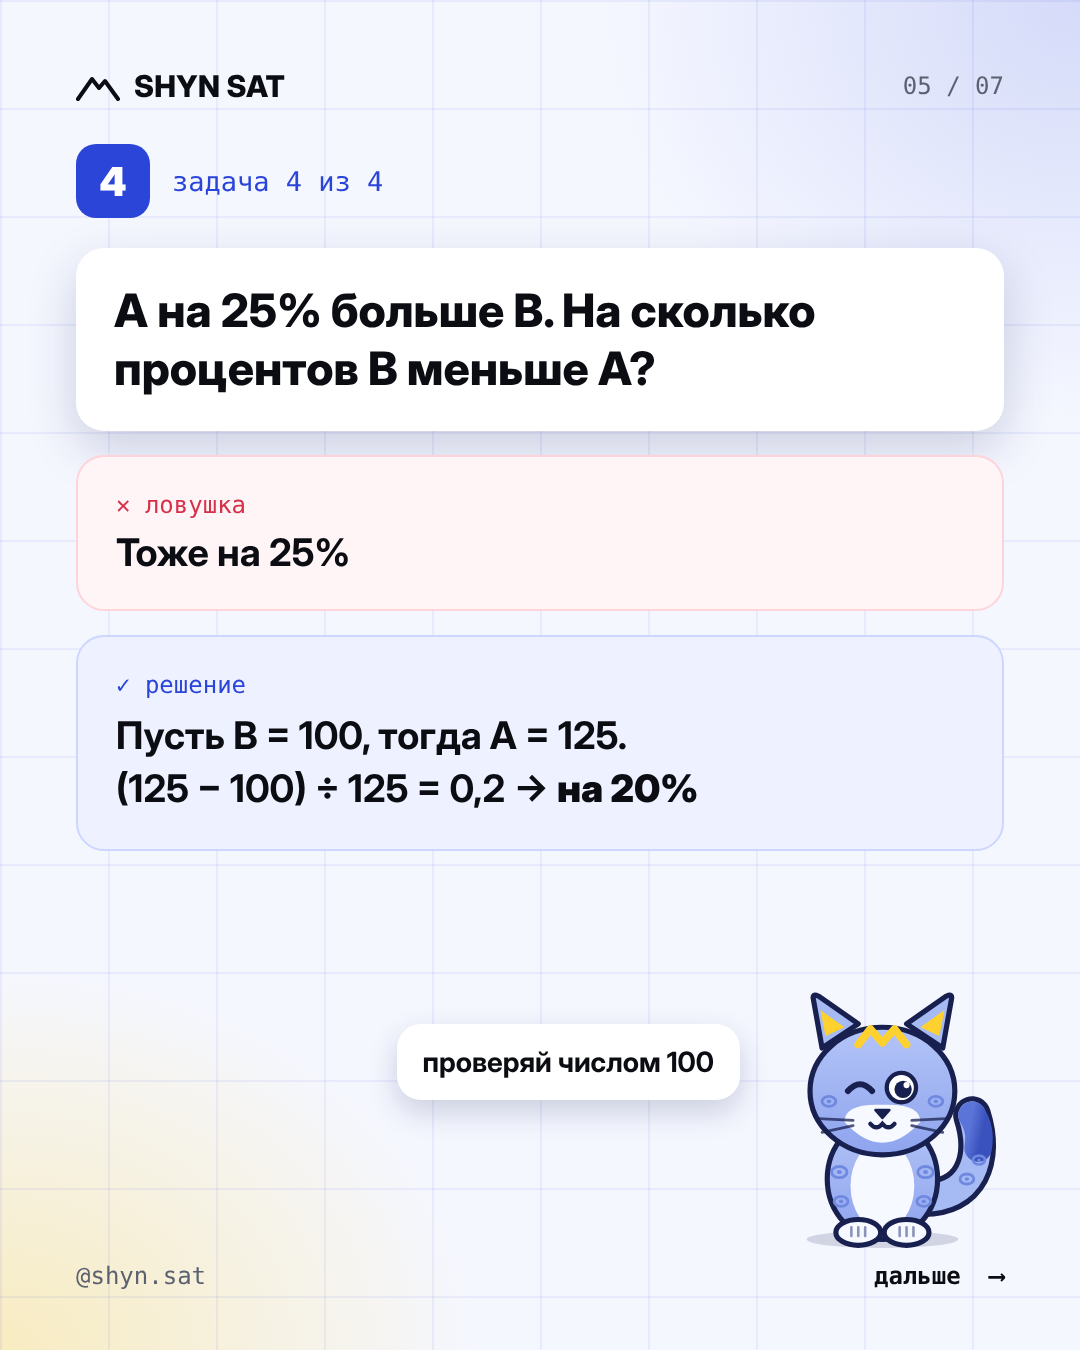 SHYN SAT
05 / 07
4
задача 4 из 4
А на 25% больше В. На сколько
процентов В меньше А?
× ловушка
Тоже на 25%
✓ решение
Пусть В = 100, тогда А = 125.
(125 − 100) ÷ 125 = 0,2 → на 20%
проверяй числом 100
@shyn.sat
дальше →